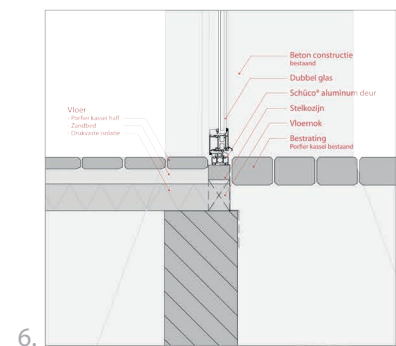 Beton constructie
bestaand
Dubbel glas
Schüco® aluminum deur
Stelkozijn
Vloernok
Bestrating
Porfier kassei bestaand
Vloer
- Porfier kassei half
- Zandbed
- Drukvaste isolatie
6.